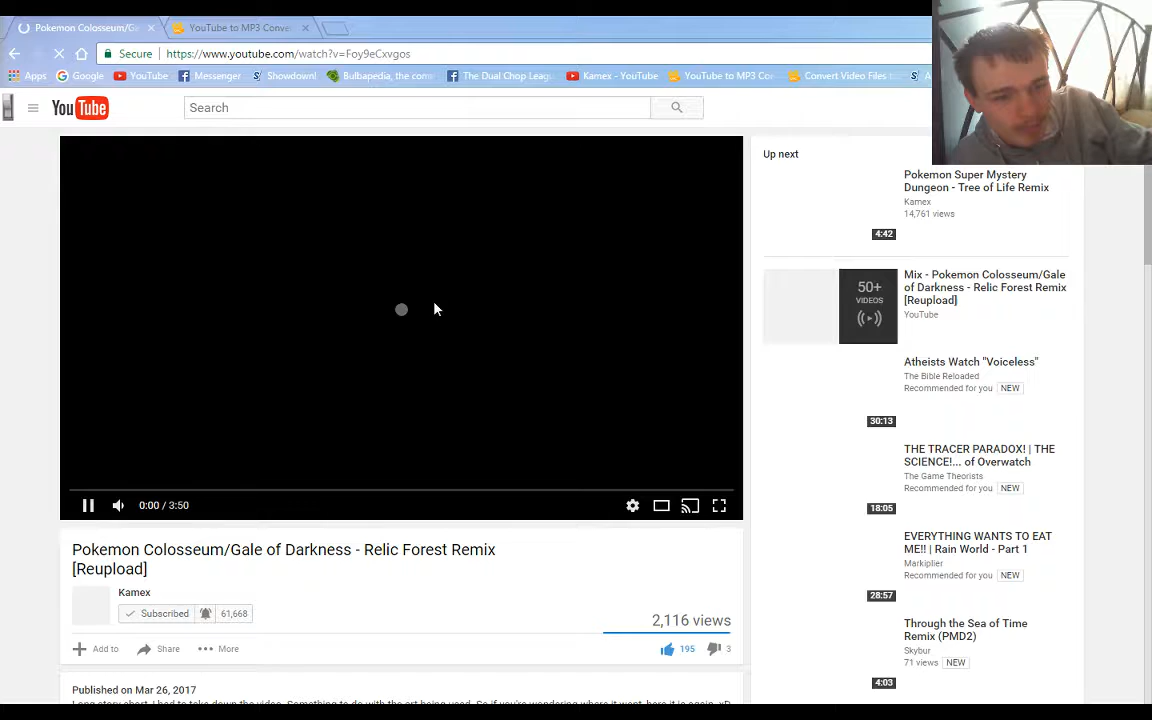 Pokemon Colosseum/Ga
YouTube to MP3 Conver
Secure https://www.youtube.com/watch?v=Foy9eCxvgos
Apps Google YouTube Messenger Showdown! Bulbapedia, the com The Dual Chop Leag Kamex - YouTube YouTube to MP3 Co Convert Video Files
YouTube
Search
Up next
Pokemon Super Mystery
Dungeon - Tree of Life Remix
Kamex
14,761 views
4:42
50+
VIDEOS
Mix - Pokemon Colosseum/Gale
of Darkness - Relic Forest Remix
[Reupload]
YouTube
Atheists Watch "Voiceless"
The Bible Reloaded
Recommended for you NEW
30:13
THE TRACER PARADOX! | THE
SCIENCE!... of Overwatch
The Game Theorists
Recommended for you NEW
18:05
EVERYTHING WANTS TO EAT
ME!! | Rain World - Part 1
Markiplier
Recommended for you NEW
28:57
Through the Sea of Time
Remix (PMD2)
Skybur
71 views NEW
4:03
0:00 / 3:50
Pokemon Colosseum/Gale of Darkness - Relic Forest Remix
[Reupload]
Kamex
Subscribed 61,668
2,116 views
Add to Share More 195 3
Published on Mar 26, 2017